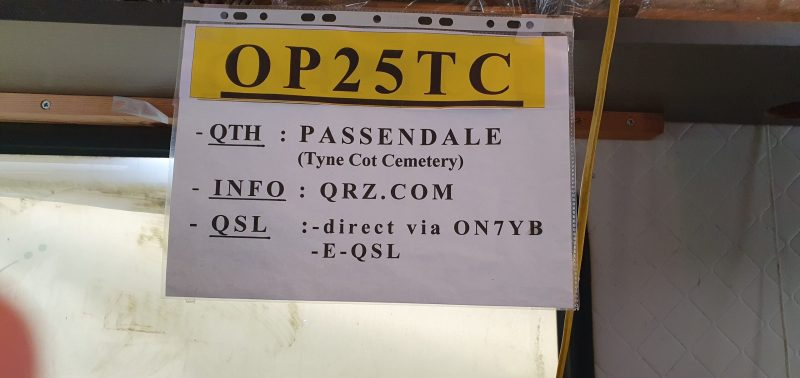 OP25TC
- QTH : PASSENDALE
(Tyne Cot Cemetery)
- INFO : QRZ.COM
- QSL :-direct via ON7YB
-E-QSL